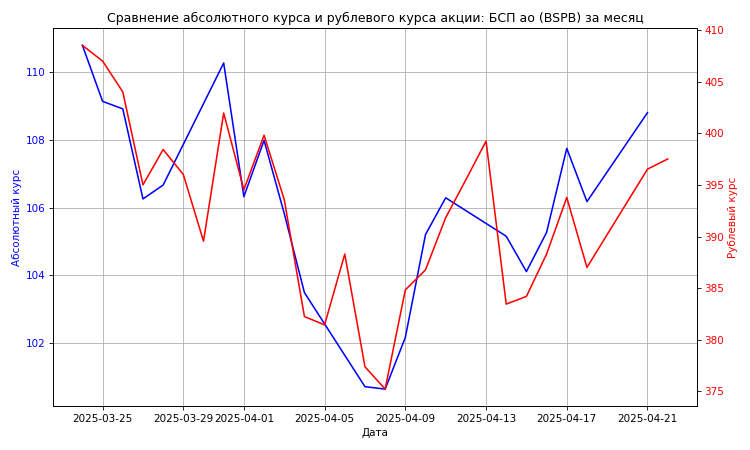 Сравнение абсолютного курса и рублевого курса акции: БСП ао (BSPB) за месяц
410
405
400
395
390
385
380
375
110
108
106
104
102
Абсолютный курс
Рублевый курс
2025-03-25 2025-03-29 2025-04-01 2025-04-05 2025-04-09 2025-04-13 2025-04-17 2025-04-21
Дата